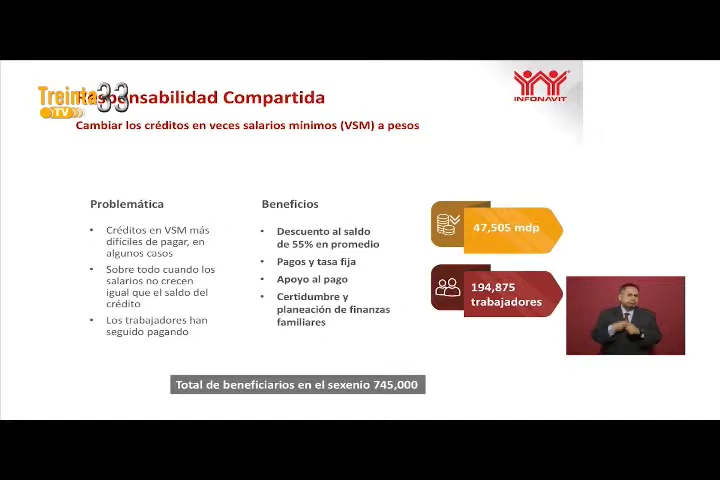 Treinta 33
TV
Responsabilidad Compartida
INFONAVIT
Cambiar los créditos en veces salarios mínimos (VSM) a pesos
Problemática
• Créditos en VSM más
difíciles de pagar, en
algunos casos
• Sobre todo cuando los
salarios no crecen
igual que el saldo del
crédito
• Los trabajadores han
seguido pagando
Beneficios
• Descuento al saldo
de 55% en promedio
• Pagos y tasa fija
• Apoyo al pago
• Certidumbre y
planeación de finanzas
familiares
47,505 mdp
194,875
trabajadores
Total de beneficiarios en el sexenio 745,000